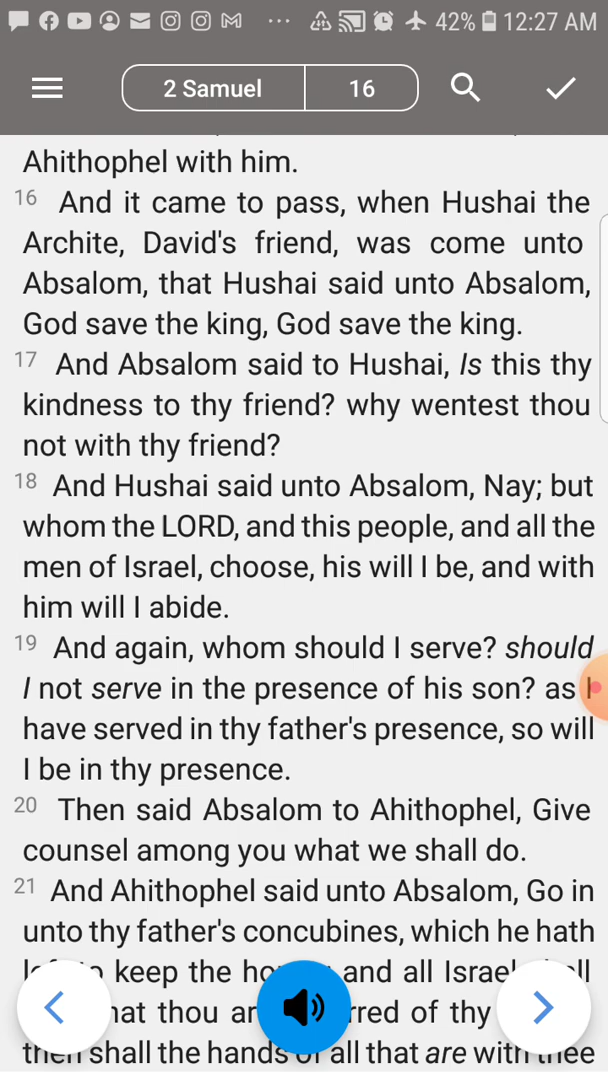 42% 12:27 AM
2 Samuel 16
Ahithophel with him.
16 And it came to pass, when Hushai the
Archite, David's friend, was come unto
Absalom, that Hushai said unto Absalom,
God save the king, God save the king.
17 And Absalom said to Hushai, Is this thy
kindness to thy friend? why wentest thou
not with thy friend?
18 And Hushai said unto Absalom, Nay; but
whom the LORD, and this people, and all the
men of Israel, choose, his will I be, and with
him will I abide.
19 And again, whom should I serve? should
I not serve in the presence of his son? as I
have served in thy father's presence, so will
I be in thy presence.
20 Then said Absalom to Ahithophel, Give
counsel among you what we shall do.
21 And Ahithophel said unto Absalom, Go in
unto thy father's concubines, which he hath
keep the and all Israel
thou of thy
then shall the hands of all that are with thee